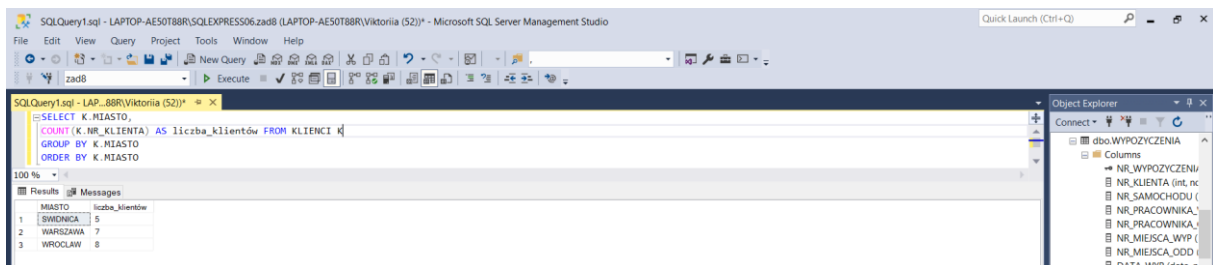 SQLQuery1.sql - LAPTOP-AE50T88R\SQLEXPRESS06.zad8 (LAPTOP-AE50T88R\Viktoriia (52))* - Microsoft SQL Server Management Studio
Quick Launch (Ctrl+Q)
File Edit View Query Project Tools Window Help
New Query
zad8
Execute
SQLQuery1.sql - LAP...88R\Viktoriia (52))*
SELECT K.MIASTO,
COUNT(K.NR_KLIENTA) AS liczba_klientów FROM KLIENCI K
GROUP BY K.MIASTO
ORDER BY K.MIASTO
100 %
Results Messages
MIASTO liczba_klientów
1 SWIDNICA 5
2 WARSZAWA 7
3 WROCLAW 8
Object Explorer
Connect
dbo.WYPOZYCZENIA
Columns
NR_WYPOZYCZENI
NR_KLIENTA (int, no
NR_SAMOCHODU (
NR_PRACOWNIKA_
NR_PRACOWNIKA_
NR_MIEJSCA_WYP (
NR_MIEJSCA_ODD (